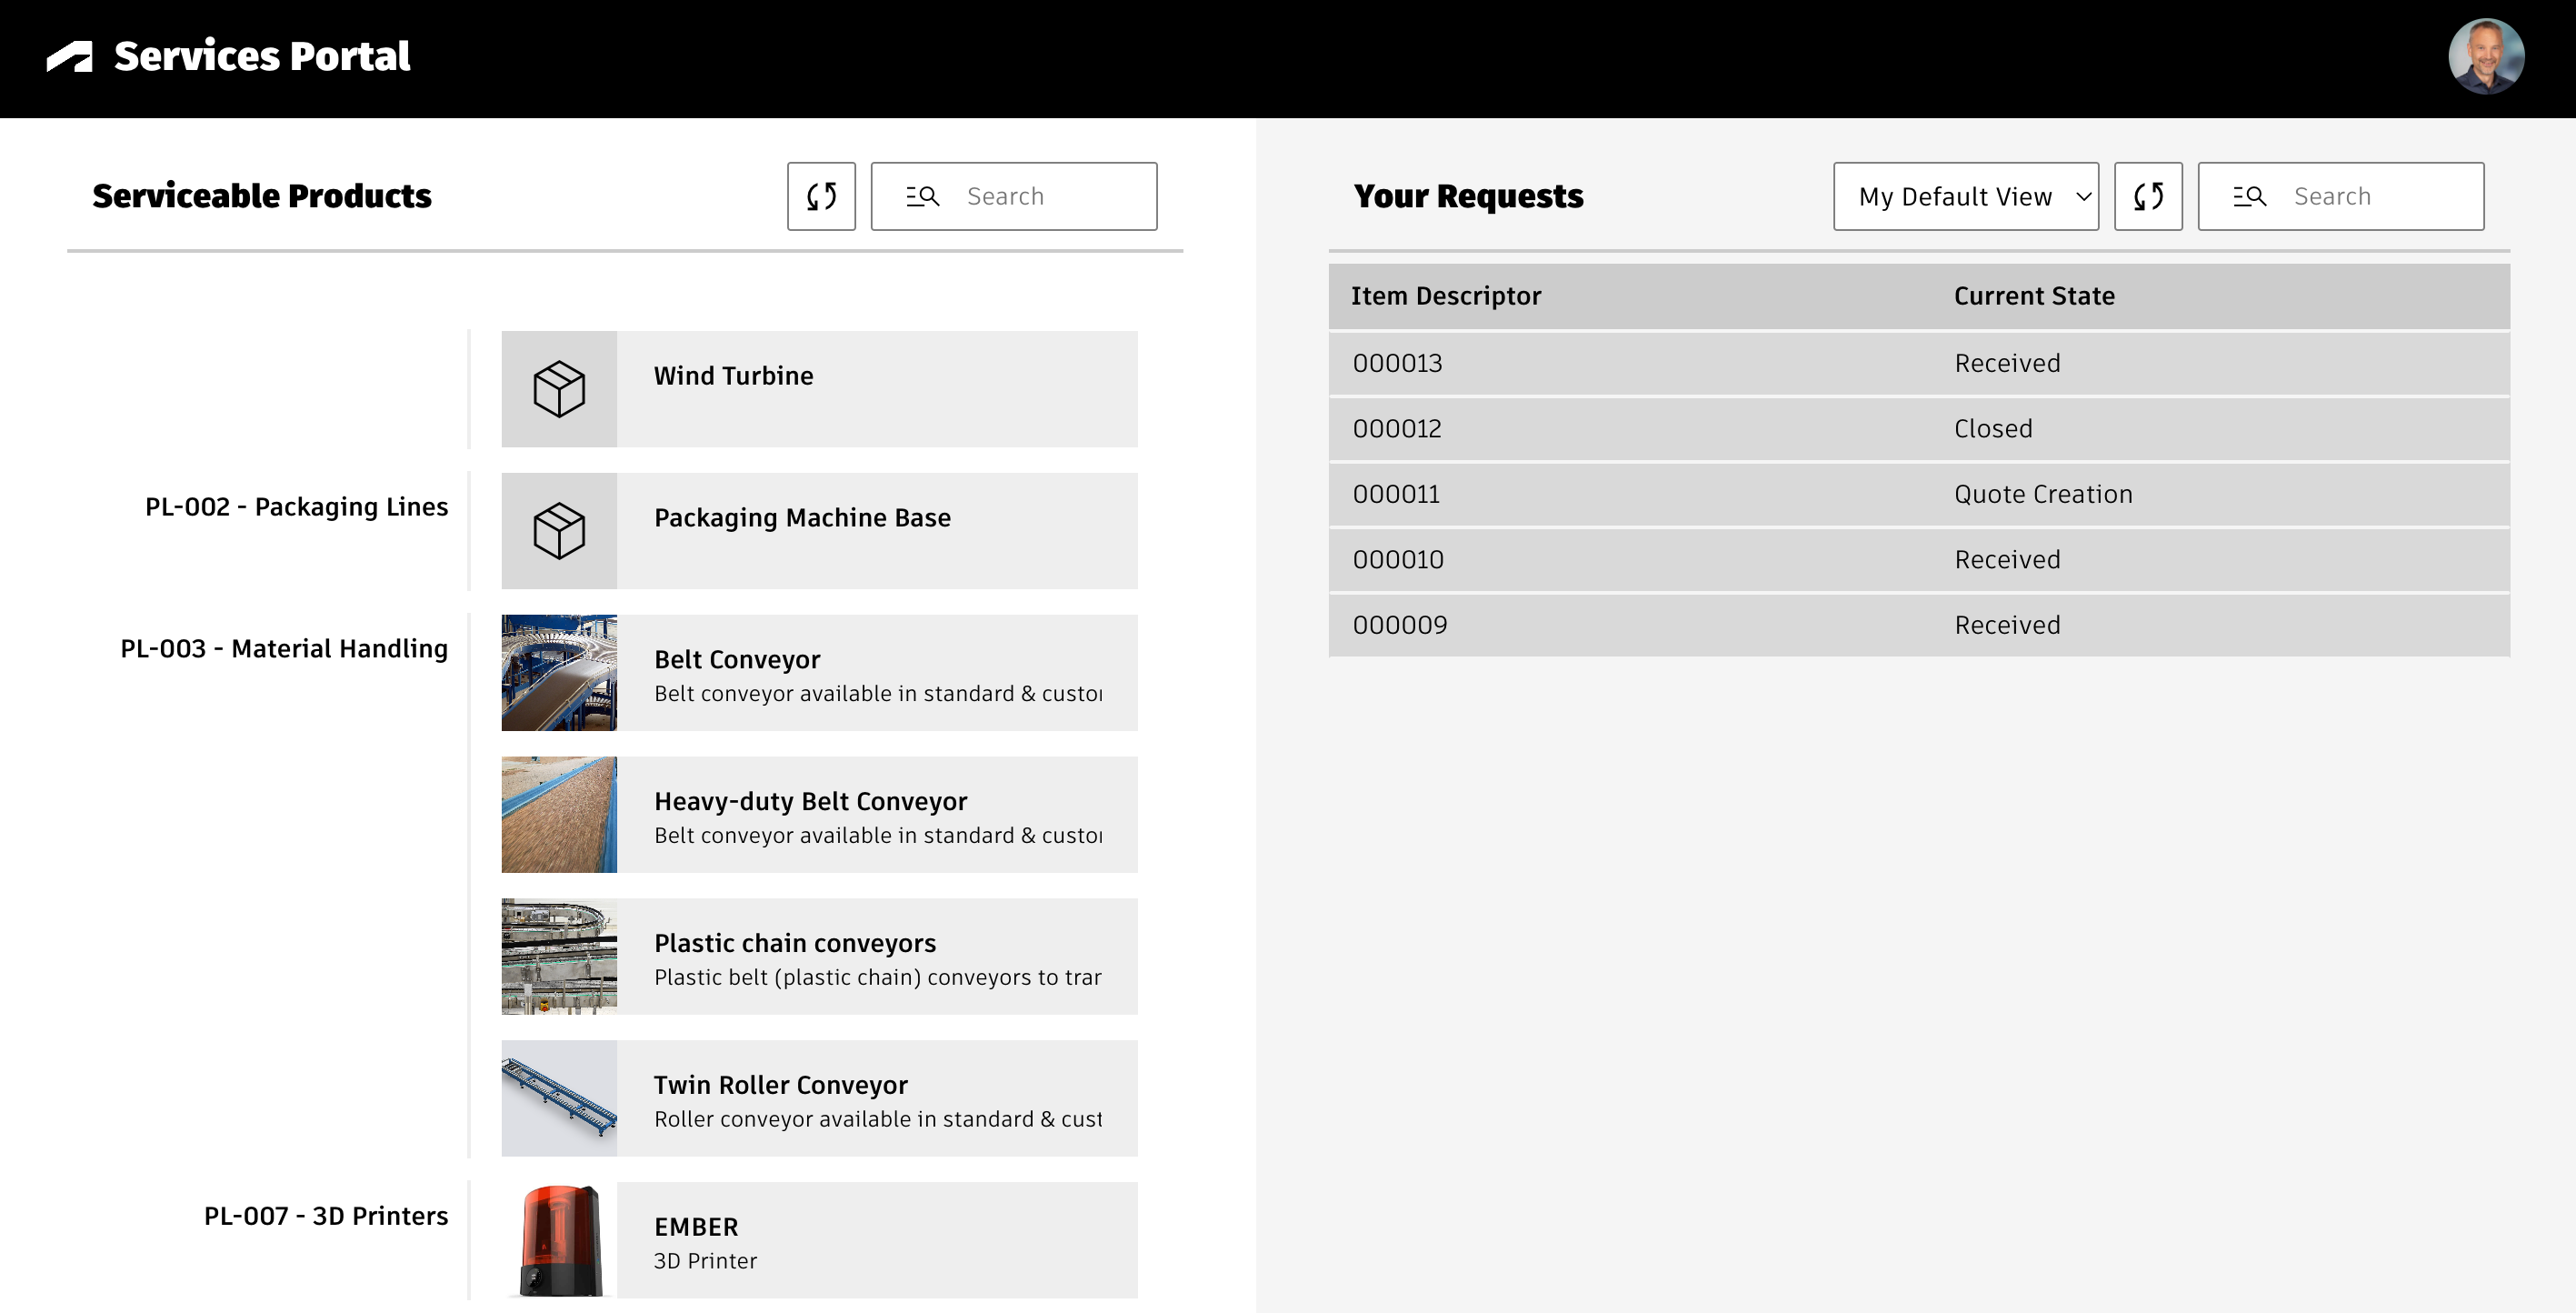 Services Portal
Serviceable Products
Search
Wind Turbine
PL-002 - Packaging Lines
Packaging Machine Base
PL-003 - Material Handling
Belt Conveyor
Belt conveyor available in standard &
Heavy-duty Belt Conveyor
Belt conveyor available in standard &
Plastic chain conveyors
Plastic belt (plastic chain) conveyors to
Twin Roller Conveyor
Roller conveyor available in standard &
PL-007 - 3D Printers
EMBER
3D Printer
Your Requests
My Default View
Search
Item Descriptor Current State
000013 Received
000012 Closed
000011 Quote Creation
000010 Received
000009 Received